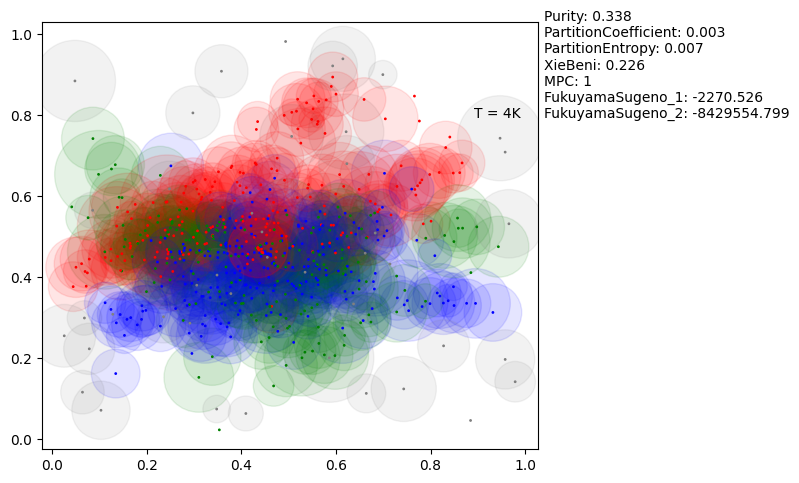 Purity: 0.338
PartitionCoefficient: 0.003
PartitionEntropy: 0.007
XieBeni: 0.226
MPC: 1
FukuyamaSugeno_1: -2270.526
FukuyamaSugeno_2: -8429554.799
T = 4K
1.0
0.8
0.6
0.4
0.2
0.0
0.0 0.2 0.4 0.6 0.8 1.0